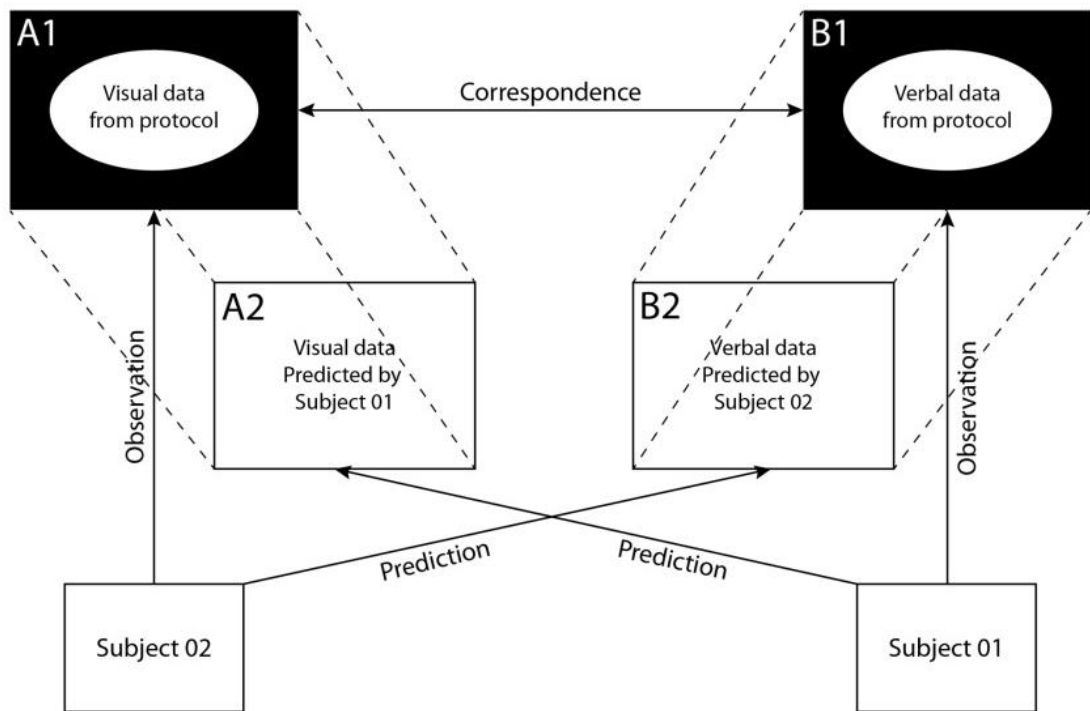 A1
Visual data
from protocol
Correspondence
B1
Verbal data
from protocol
A2
Visual data
Predicted by
Subject 01
B2
Verbal data
Predicted by
Subject 02
Observation
Observation
Prediction
Prediction
Subject 02
Subject 01